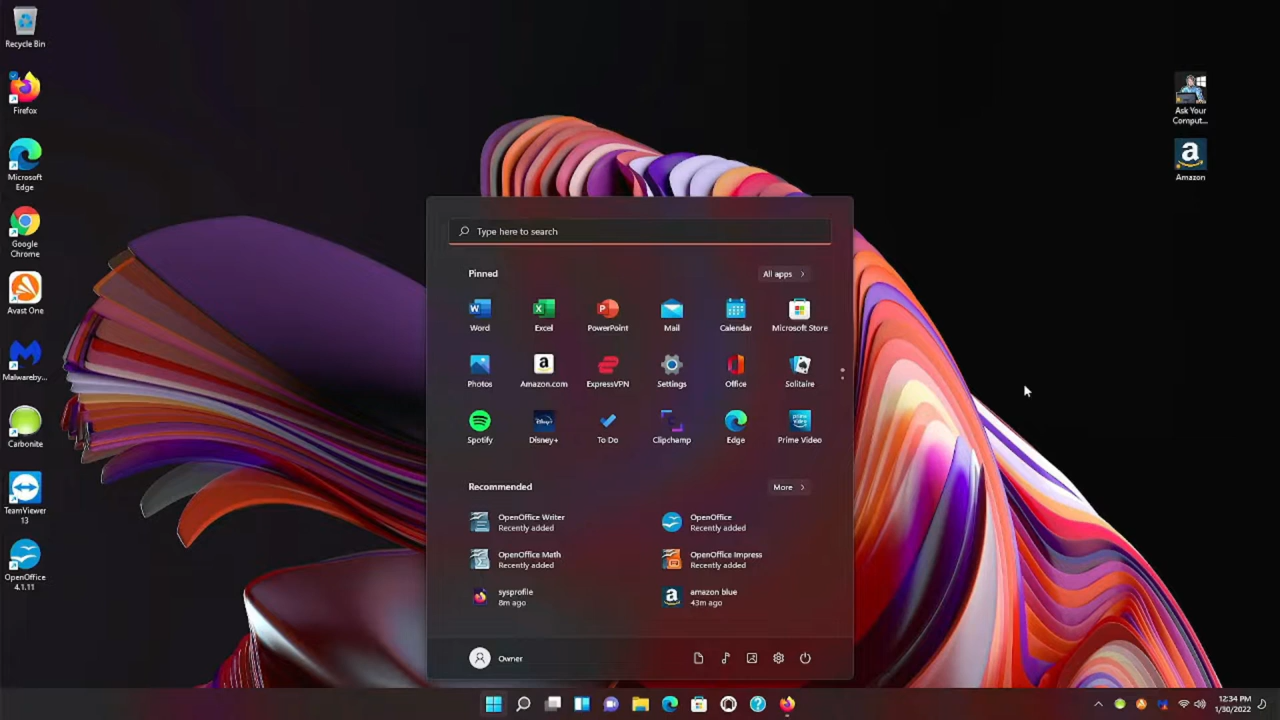 Recycle Bin
Firefox
Microsoft
Edge
Google
Chrome
Avast One
Malwareby...
Carbonite
TeamViewer
13
OpenOffice
4.1.11
Ask Your
Comput...
a
Amazon
Type here to search
Pinned
All apps
Word
Excel
PowerPoint
Mail
Calendar
Microsoft Store
Photos
Amazon.com
ExpressVPN
Settings
Office
Solitaire
Spotify
Disney+
To Do
Clipchamp
Edge
Prime Video
Recommended
More
OpenOffice Writer
Recently added
OpenOffice
Recently added
OpenOffice Math
Recently added
OpenOffice Impress
Recently added
sysprofile
8m ago
amazon blue
43m ago
Owner
12:34 PM
1/30/2022